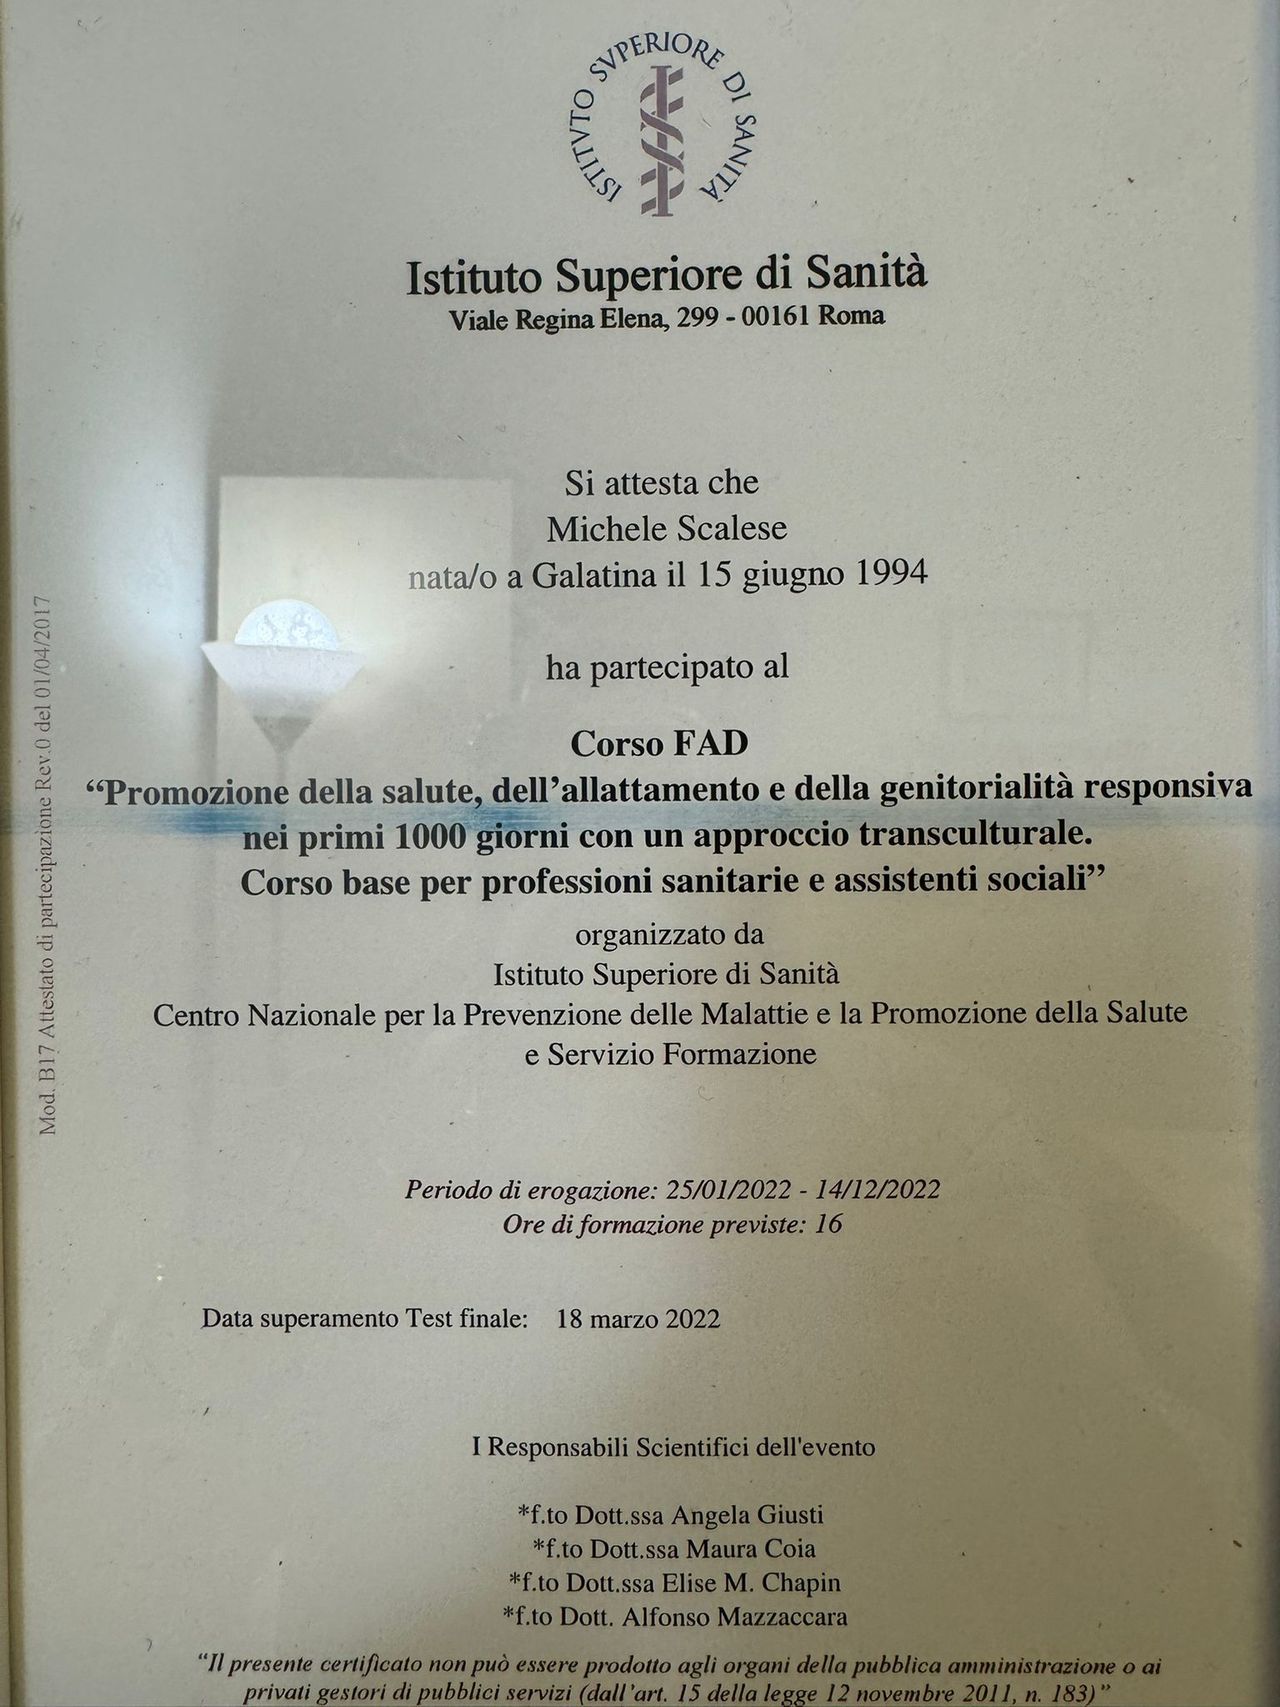 ISTITVTO SVPERIORE DI SANITÀ
Istituto Superiore di Sanità
Viale Regina Elena, 299 - 00161 Roma
Si attesta che
Michele Scalese
nata/o a Galatina il 15 giugno 1994
ha partecipato al
Corso FAD
“Promozione della salute, dell’allattamento e della genitorialità responsiva
nei primi 1000 giorni con un approccio transculturale.
Corso base per professioni sanitarie e assistenti sociali”
organizzato da
Istituto Superiore di Sanità
Centro Nazionale per la Prevenzione delle Malattie e la Promozione della Salute
e Servizio Formazione
Periodo di erogazione: 25/01/2022 - 14/12/2022
Ore di formazione previste: 16
Data superamento Test finale: 18 marzo 2022
I Responsabili Scientifici dell'evento
*f.to Dott.ssa Angela Giusti
*f.to Dott.ssa Maura Coia
*f.to Dott.ssa Elise M. Chapin
*f.to Dott. Alfonso Mazzaccara
“Il presente certificato non può essere prodotto agli organi della pubblica amministrazione o ai
privati gestori di pubblici servizi (dall’art. 15 della legge 12 novembre 2011, n. 183)”
Mod. B17 Attestato di partecipazione Rev.0 del 01/04/2017